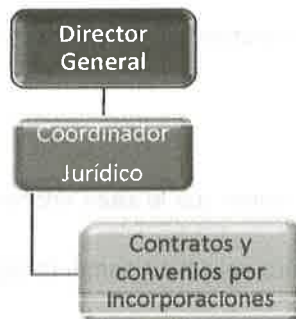 Director
General
Coordinador
Jurídico
Contratos y
convenios por
incorporaciones